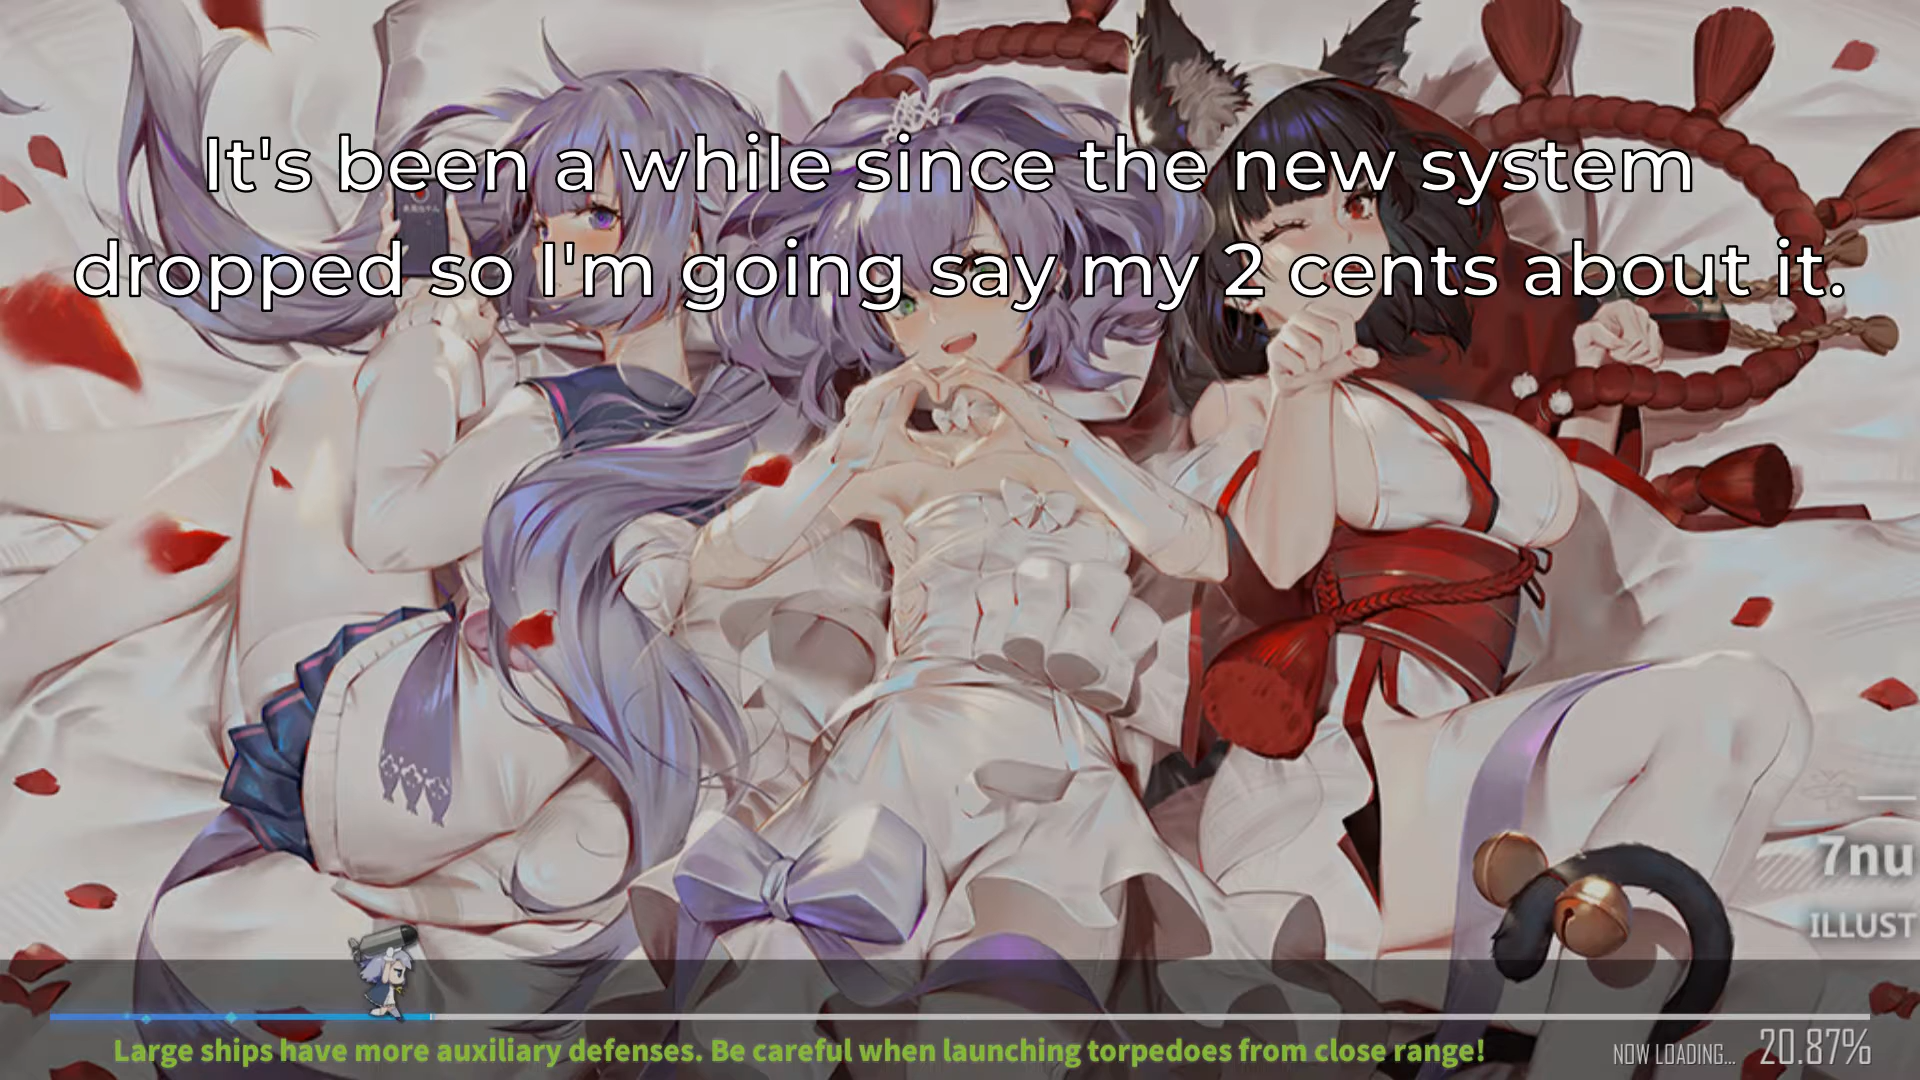 It's been a while since the new system
dropped so I'm going say my 2 cents about it.
7nu
ILLUST
Large ships have more auxiliary defenses. Be careful when launching torpedoes from close range!
NOW LOADING... 20.87%